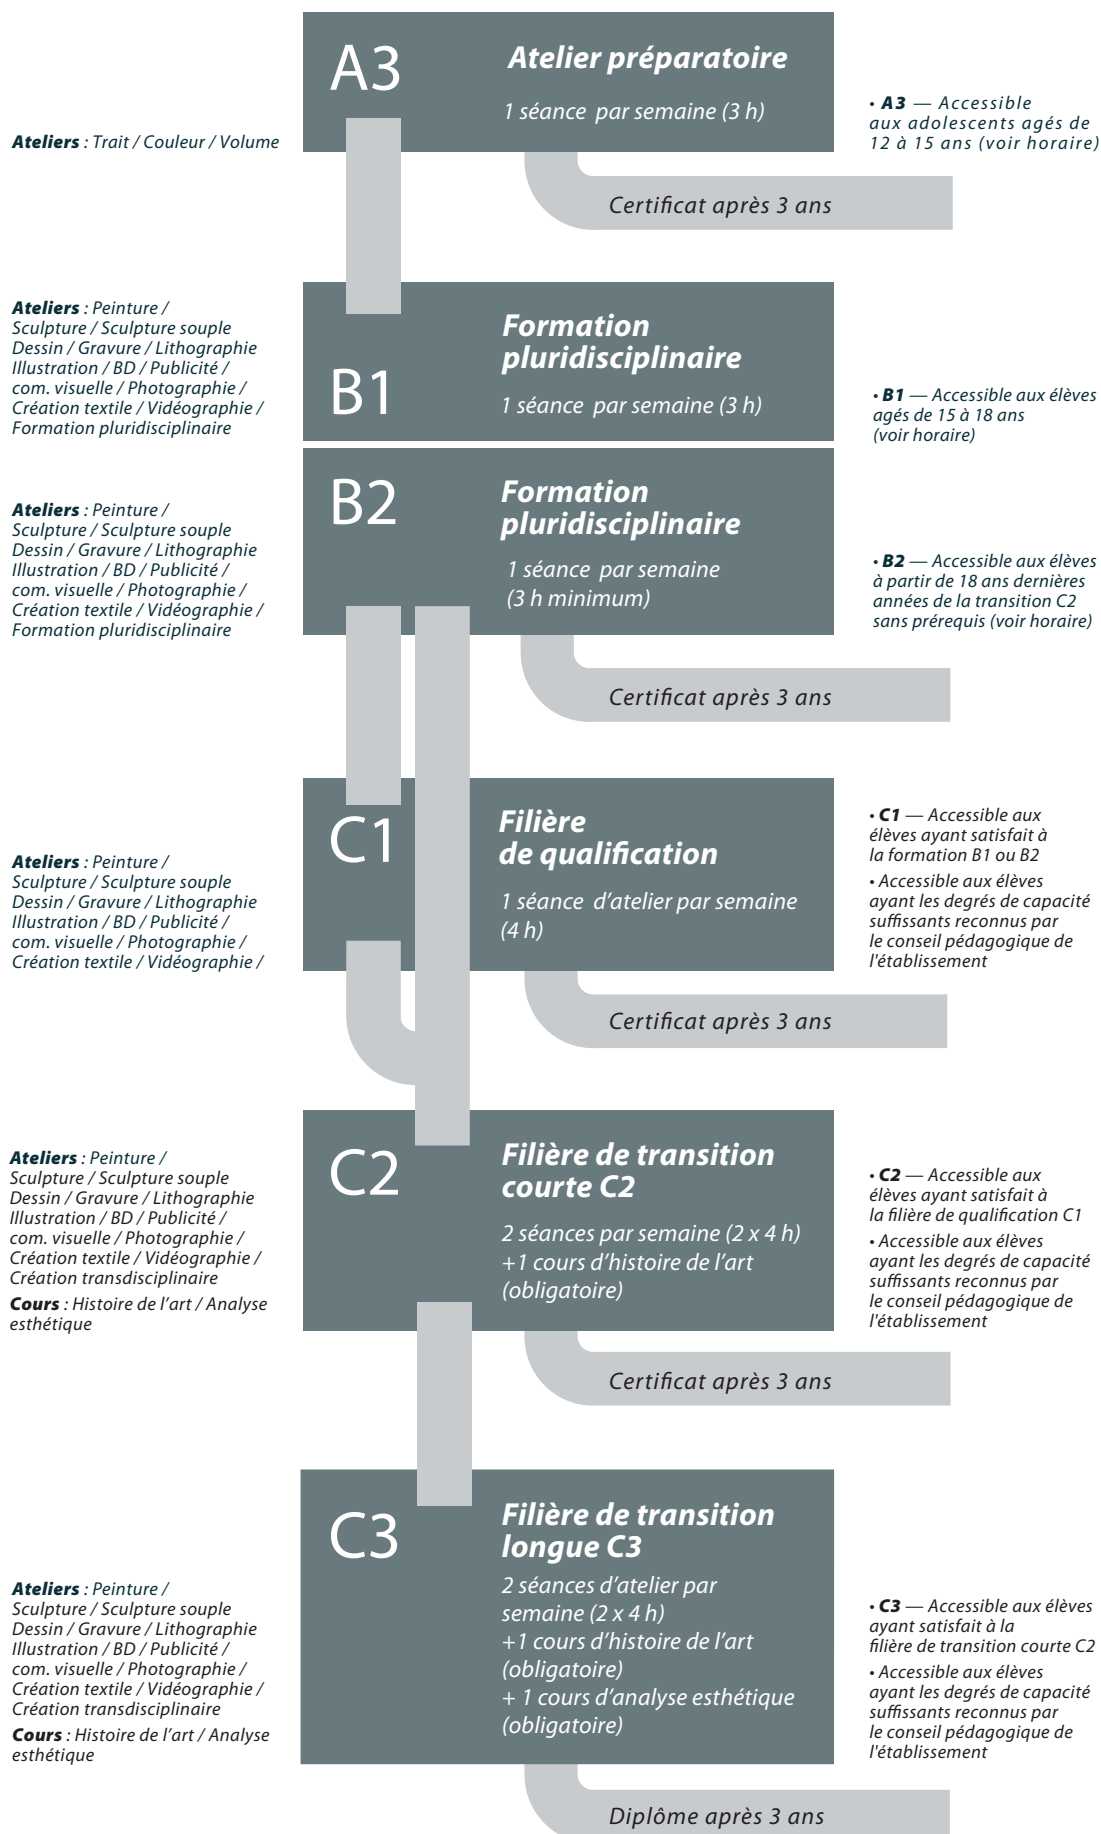 A3
Atelier préparatoire
1 séance par semaine (3 h)
Ateliers : Trait / Couleur / Volume
• A3 — Accessible
aux adolescents agés de
12 à 15 ans (voir horaire)
Certificat après 3 ans
Ateliers : Peinture /
Sculpture / Sculpture souple
Dessin / Gravure / Lithographie
Illustration / BD / Publicité /
com. visuelle / Photographie /
Création textile / Vidéographie /
Formation pluridisciplinaire
B1
Formation
pluridisciplinaire
1 séance par semaine (3 h)
• B1 — Accessible aux élèves
agés de 15 à 18 ans
(voir horaire)
Ateliers : Peinture /
Sculpture / Sculpture souple
Dessin / Gravure / Lithographie
Illustration / BD / Publicité /
com. visuelle / Photographie /
Création textile / Vidéographie /
Formation pluridisciplinaire
B2
Formation
pluridisciplinaire
1 séance par semaine
(3 h minimum)
• B2 — Accessible aux élèves
à partir de 18 ans dernières
années de la transition C2
sans prérequis (voir horaire)
Certificat après 3 ans
Ateliers : Peinture /
Sculpture / Sculpture souple
Dessin / Gravure / Lithographie
Illustration / BD / Publicité /
com. visuelle / Photographie /
Création textile / Vidéographie /
C1
Filière
de qualification
1 séance d'atelier par semaine
(4 h)
• C1 — Accessible aux
élèves ayant satisfait à
la formation B1 ou B2
• Accessible aux élèves
ayant les degrés de capacité
suffissants reconnus par
le conseil pédagogique de
l'établissement
Certificat après 3 ans
Ateliers : Peinture /
Sculpture / Sculpture souple
Dessin / Gravure / Lithographie
Illustration / BD / Publicité /
com. visuelle / Photographie /
Création textile / Vidéographie /
Création transdisciplinaire
Cours : Histoire de l'art / Analyse
esthétique
C2
Filière de transition
courte C2
2 séances par semaine (2 x 4 h)
+1 cours d'histoire de l'art
(obligatoire)
• C2 — Accessible aux
élèves ayant satisfait à
la filière de qualification C1
• Accessible aux élèves
ayant les degrés de capacité
suffissants reconnus par
le conseil pédagogique de
l'établissement
Certificat après 3 ans
Ateliers : Peinture /
Sculpture / Sculpture souple
Dessin / Gravure / Lithographie
Illustration / BD / Publicité /
com. visuelle / Photographie /
Création textile / Vidéographie /
Création transdisciplinaire
Cours : Histoire de l'art / Analyse
esthétique
C3
Filière de transition
longue C3
2 séances d'atelier par
semaine (2 x 4 h)
+1 cours d'histoire de l'art
(obligatoire)
+ 1 cours d'analyse esthétique
(obligatoire)
• C3 — Accessible aux élèves
ayant satisfait à la
filière de transition courte C2
• Accessible aux élèves
ayant les degrés de capacité
suffissants reconnus par
le conseil pédagogique de
l'établissement
Diplôme après 3 ans